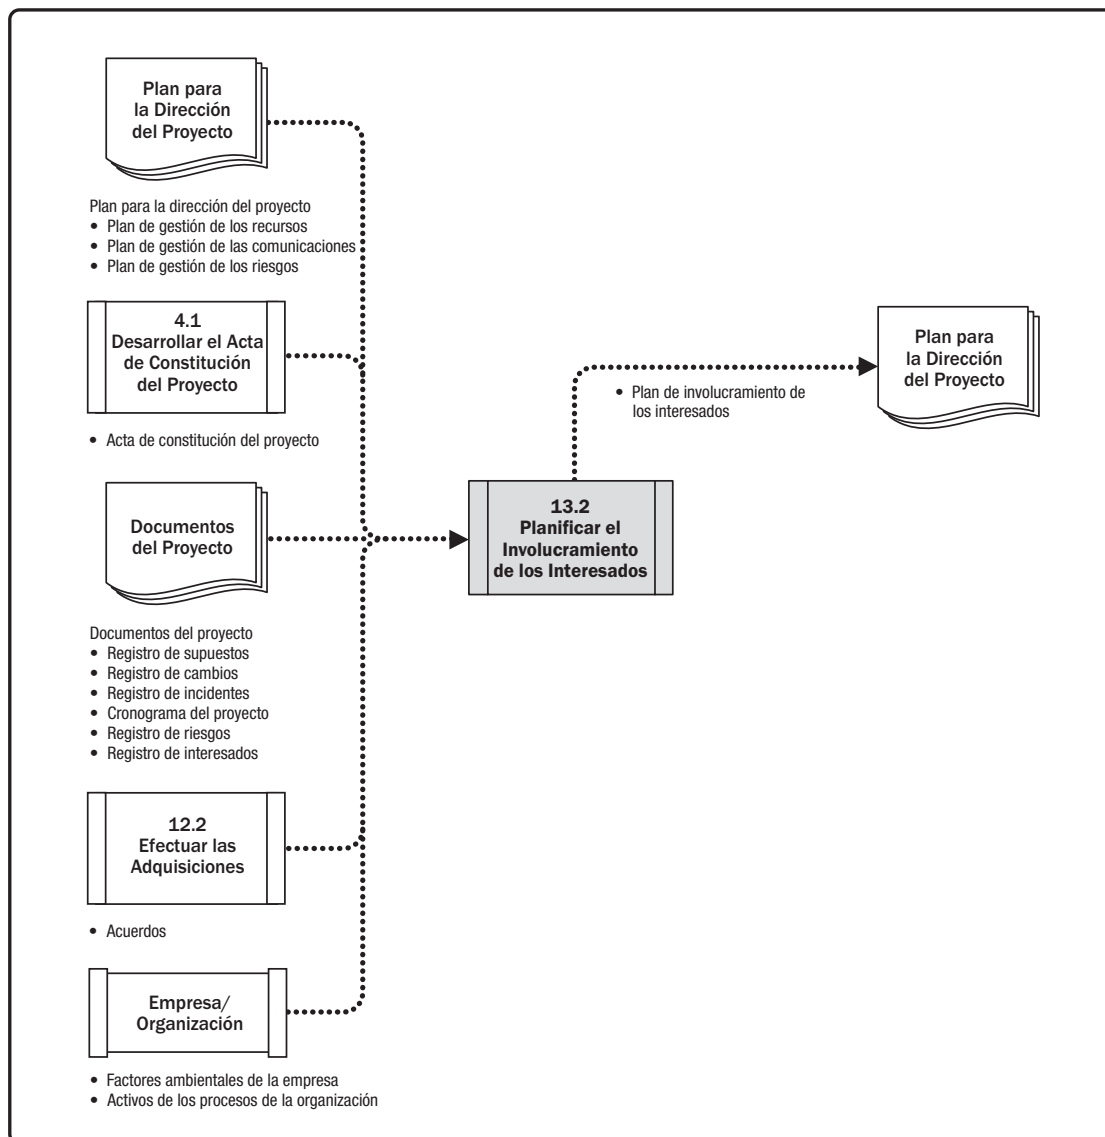 Plan para
la Dirección
del Proyecto
Plan para la dirección del proyecto
• Plan de gestión de los recursos
• Plan de gestión de las comunicaciones
• Plan de gestión de los riesgos
4.1
Desarrollar el Acta
de Constitución
del Proyecto
• Acta de constitución del proyecto
Documentos
del Proyecto
Documentos del proyecto
• Registro de supuestos
• Registro de cambios
• Registro de incidentes
• Cronograma del proyecto
• Registro de riesgos
• Registro de interesados
12.2
Efectuar las
Adquisiciones
• Acuerdos
Empresa/
Organización
• Factores ambientales de la empresa
• Activos de los procesos de la organización
13.2
Planificar el
Involucramiento
de los Interesados
• Plan de involucramiento de
los interesados
Plan para
la Dirección
del Proyecto